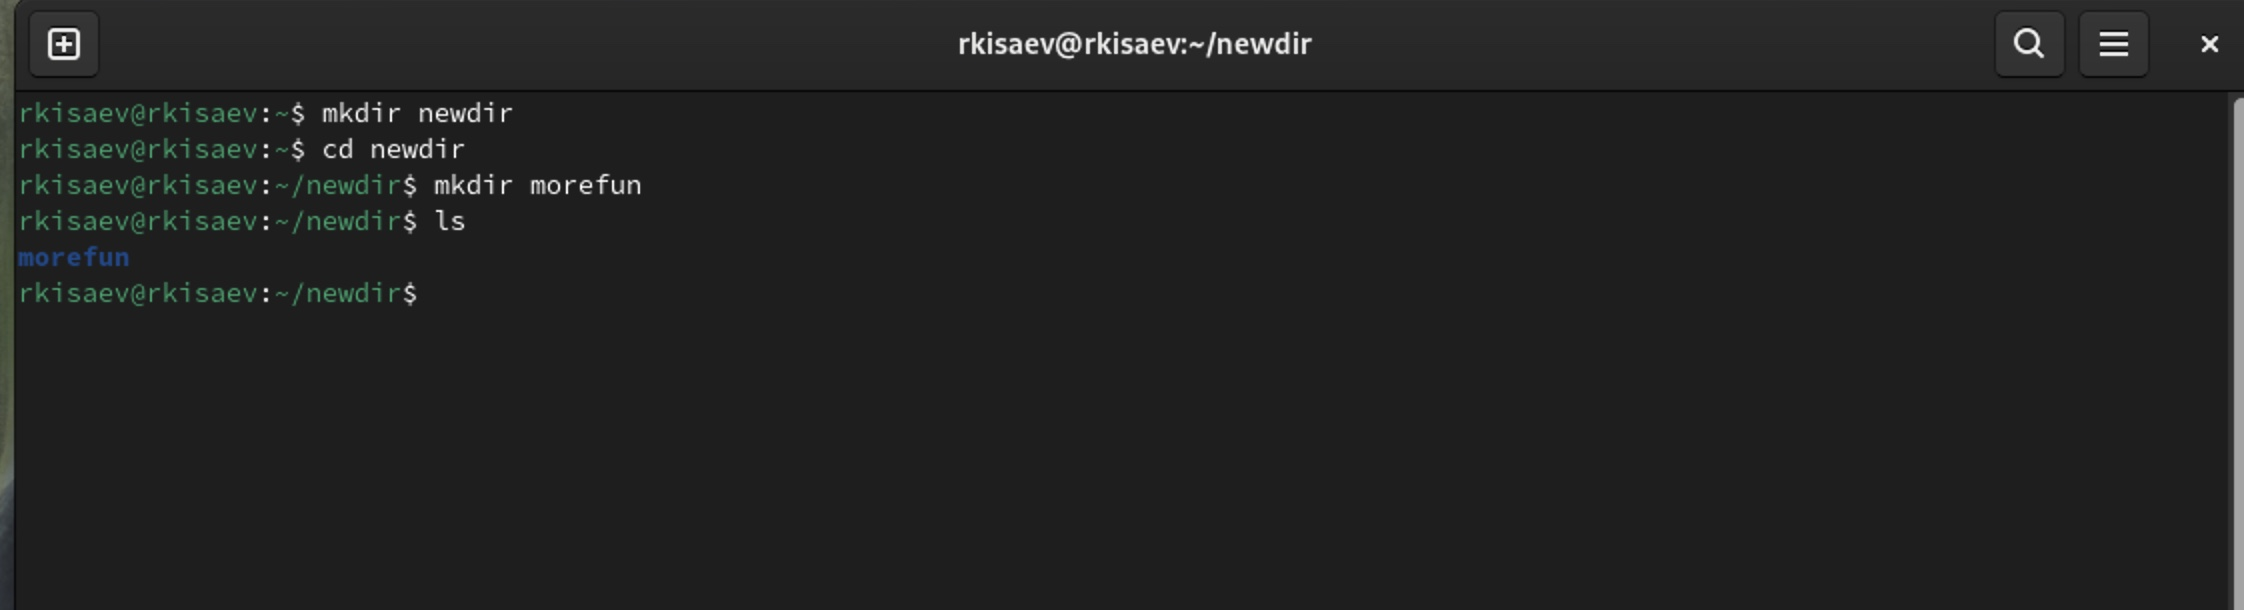 rkisaev@rkisaev:~/newdir
rkisaev@rkisaev:~$ mkdir newdir
rkisaev@rkisaev:~$ cd newdir
rkisaev@rkisaev:~/newdir$ mkdir morefun
rkisaev@rkisaev:~/newdir$ ls
morefun
rkisaev@rkisaev:~/newdir$